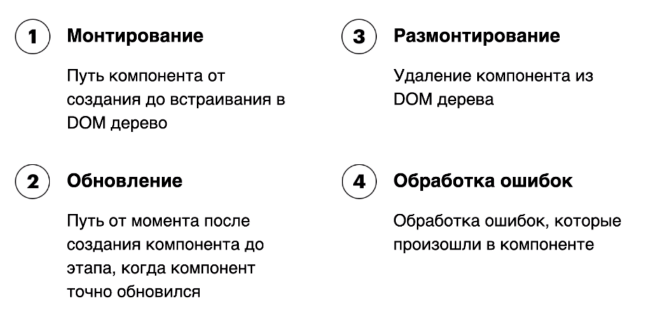 1 Монтирование
Путь компонента от
создания до встраивания в
DOM дерево
2 Обновление
Путь от момента после
создания компонента до
этапа, когда компонент
точно обновился
3 Размонтирование
Удаление компонента из
DOM дерева
4 Обработка ошибок
Обработка ошибок, которые
произошли в компоненте